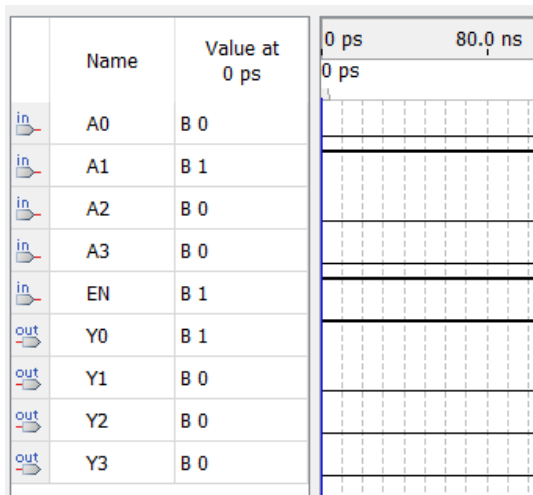 Name
Value at
0 ps
0 ps
80.0 ns
0 ps
in
A0
B 0
in
A1
B 1
in
A2
B 0
in
A3
B 0
in
EN
B 1
out
Y0
B 1
out
Y1
B 0
out
Y2
B 0
out
Y3
B 0